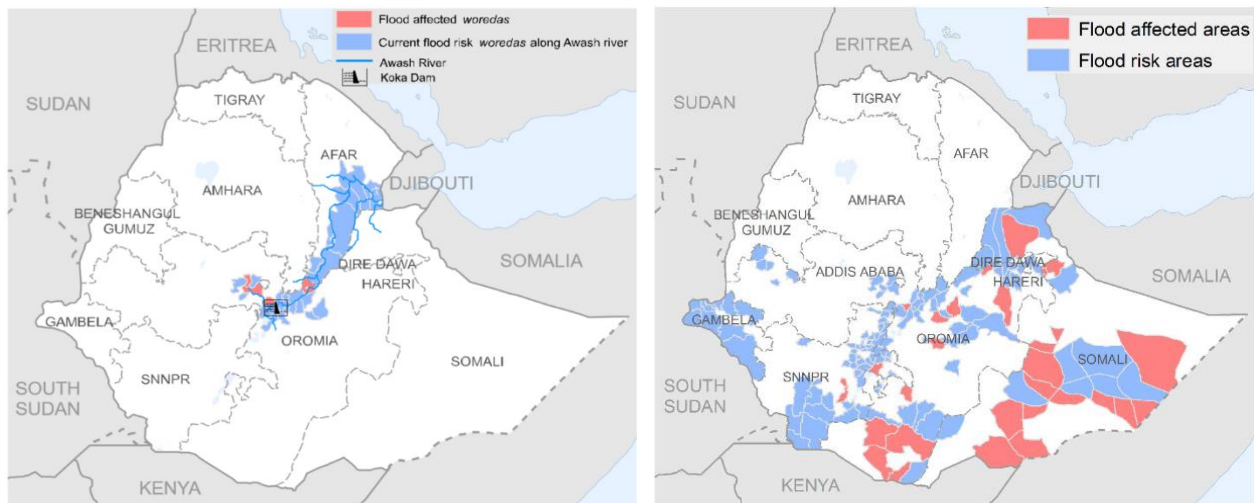 Flood affected woredas
Current flood risk woredas along Awash river
Awash River
Koka Dam
ERITREA
SUDAN
TIGRAY
AFAR
AMHARA
DJIBOUTI
BENESHANGUL
GUMUZ
DIRE DAWA
SOMALIA
HARERI
GAMBELA
OROMIA
SOMALI
SNNPR
SOUTH
SUDAN
KENYA
Flood affected areas
Flood risk areas
ERITREA
SUDAN
TIGRAY
AFAR
AMHARA
DJIBOUTI
BENESHANGUL
GUMUZ
ADDIS ABABA
DIRE DAWA
SOMALIA
HARERI
GAMBELA
OROMIA
SOMALI
SNNPR
SOUTH
SUDAN
KENYA